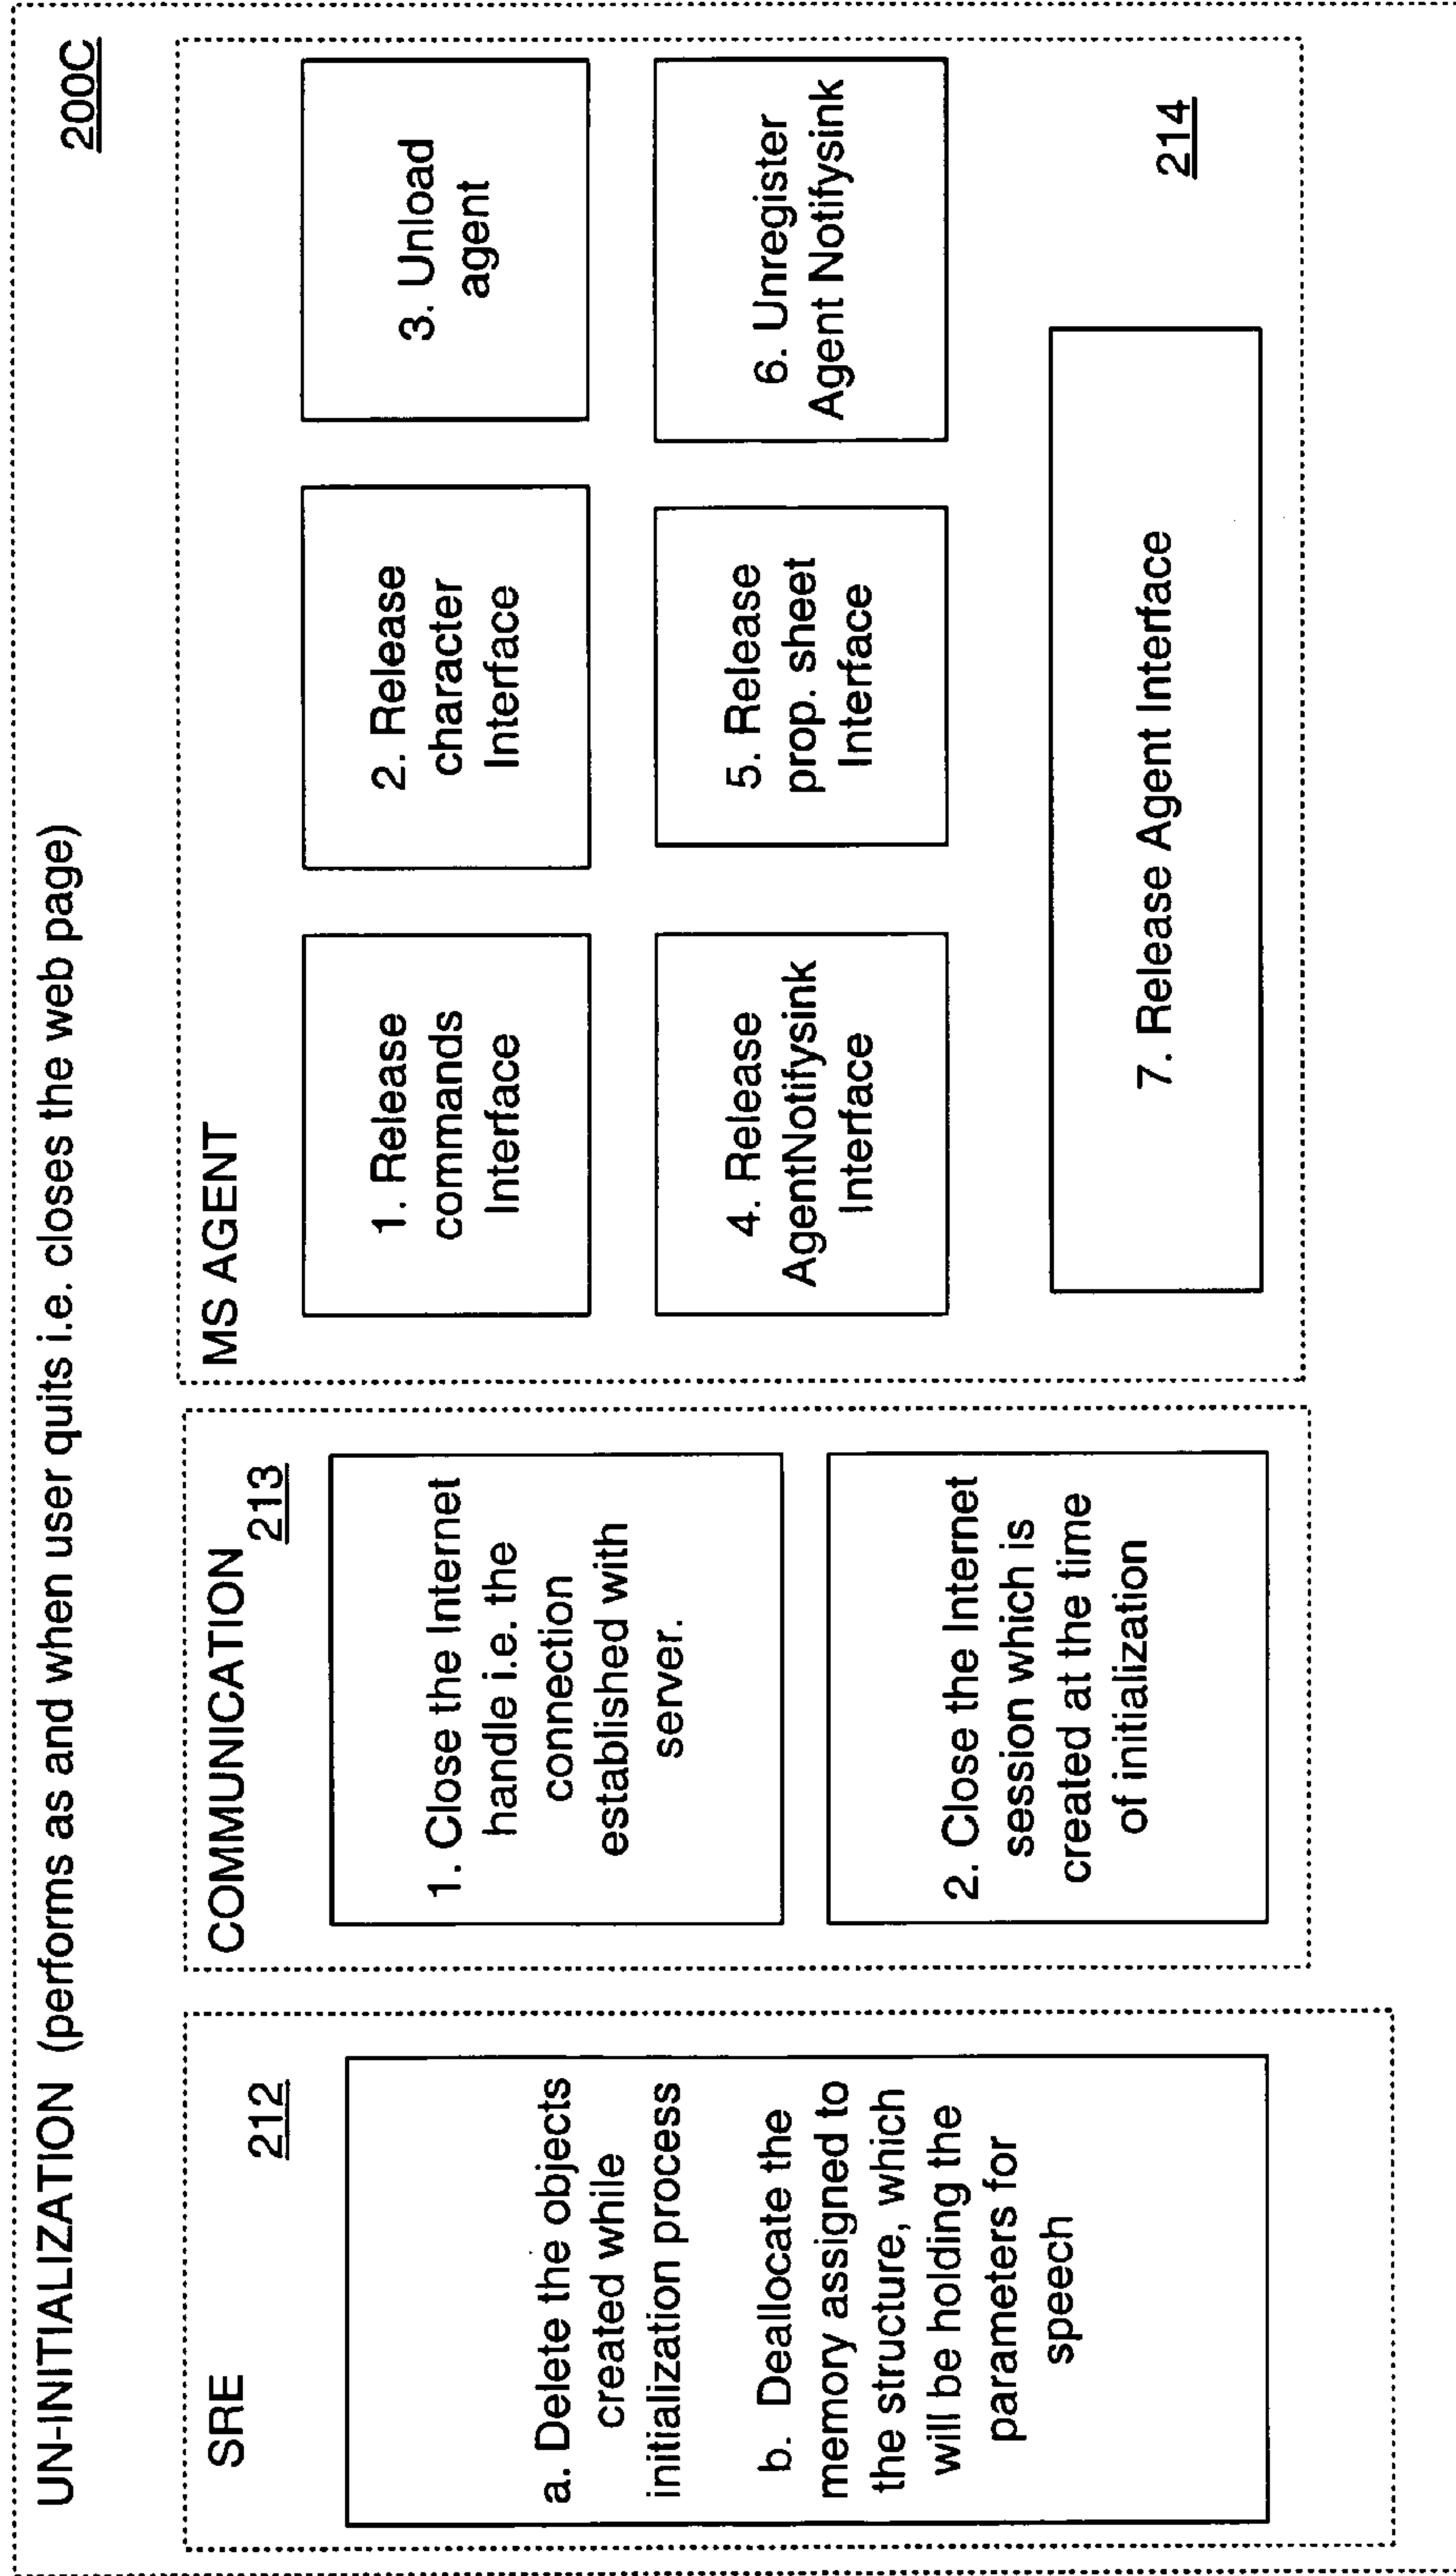 UN-INITIALIZATION (performs as and when user quits i.e. closes the web page)
200C
SRE
212
a. Delete the objects
created while
initialization process
b. Deallocate the
memory assigned to
the structure, which
will be holding the
parameters for
speech
COMMUNICATION
213
1. Close the Internet
handle i.e. the
connection
established with
server.
2. Close the Internet
session which is
created at the time
of initialization
MS AGENT
1. Release
commands
Interface
2. Release
character
Interface
3. Unload
agent
4. Release
AgentNotifysink
Interface
5. Release
prop. sheet
Interface
6. Unregister
Agent Notifysink
7. Release Agent Interface
214